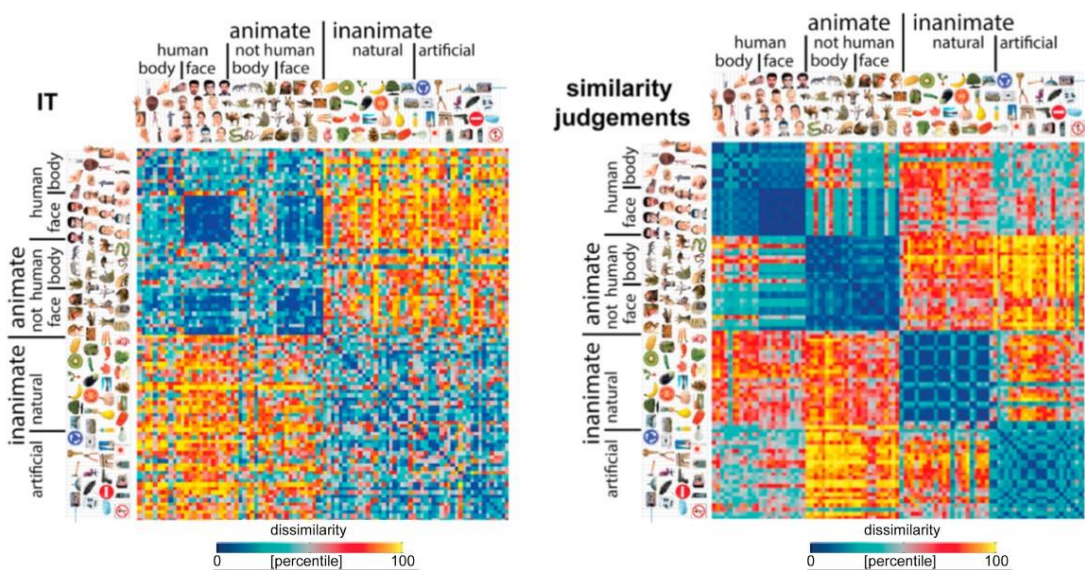 animate inanimate
human not human natural artificial
body face body face
IT
human animate inanimate
body face
not human
body face
natural
artificial
dissimilarity
0 [percentile] 100
animate inanimate
human not human natural artificial
body face body face
similarity
judgements
human animate inanimate
body face
not human
body face
natural
artificial
dissimilarity
0 [percentile] 100